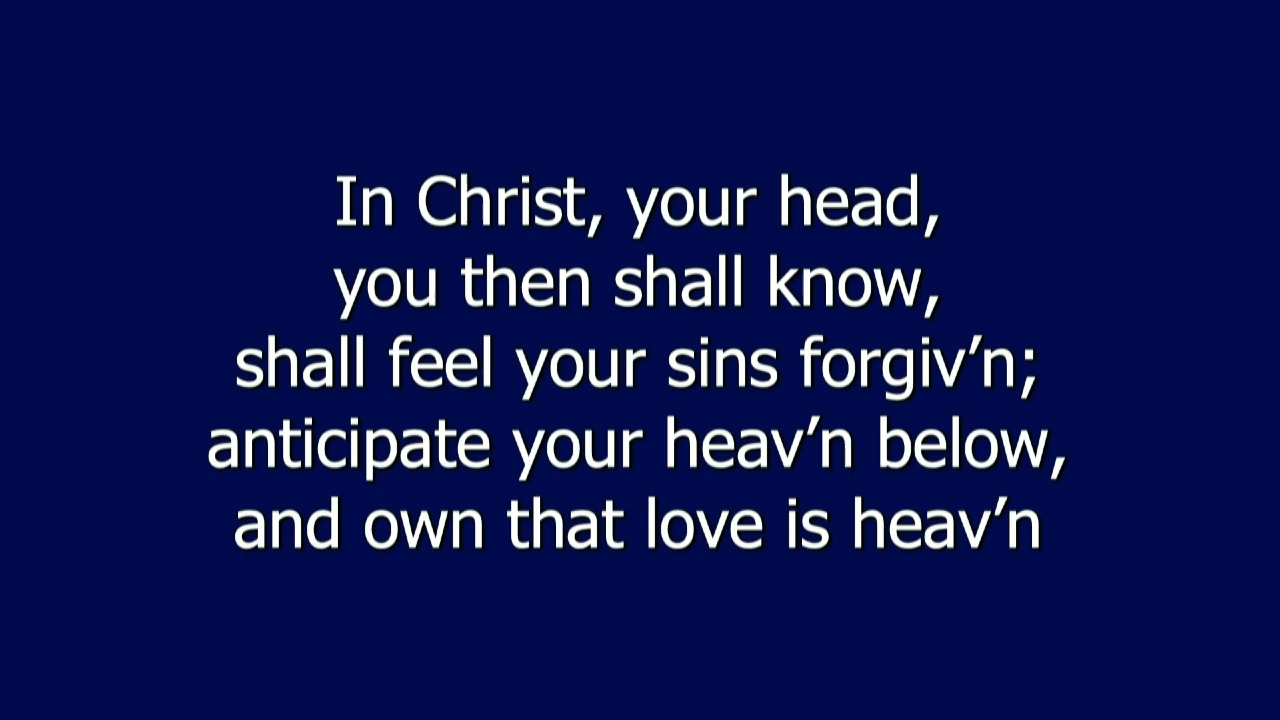 In Christ, your head,
you then shall know,
shall feel your sins forgiv’n;
anticipate your heav’n below,
and own that love is heav’n